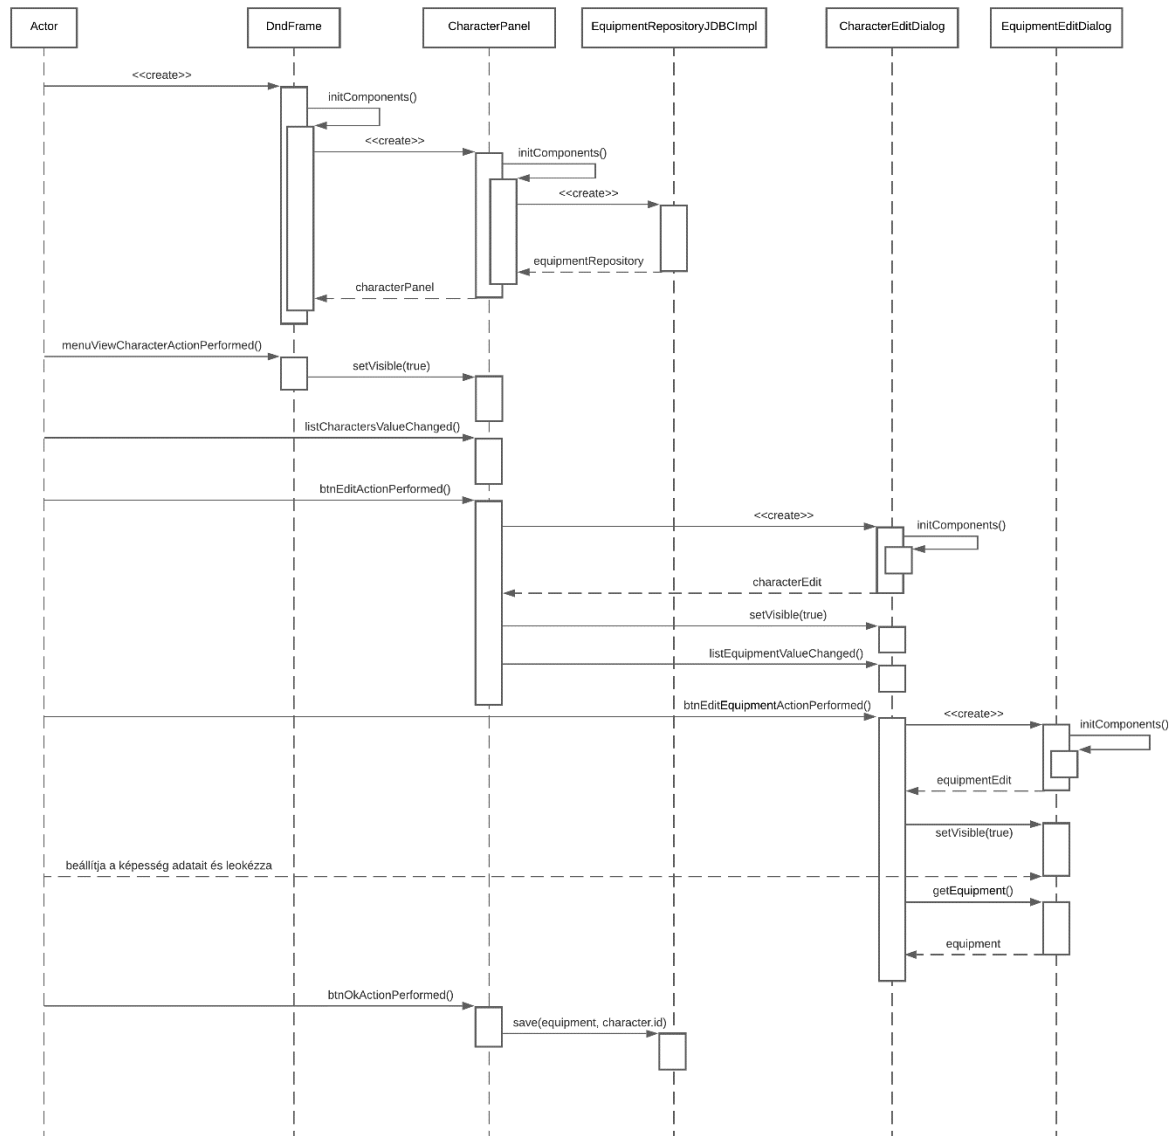 Actor
DndFrame
CharacterPanel
EquipmentRepositoryJDBCImpl
CharacterEditDialog
EquipmentEditDialog
<<create>>
initComponents()
<<create>>
initComponents()
<<create>>
equipmentRepository
characterPanel
menuViewCharacterActionPerformed()
setVisible(true)
listCharactersValueChanged()
btnEditActionPerformed()
<<create>>
initComponents()
characterEdit
setVisible(true)
listEquipmentValueChanged()
btnEditEquipmentActionPerformed()
<<create>>
initComponents()
equipmentEdit
setVisible(true)
beállítja a képesség adatait és leokézza
getEquipment()
equipment
btnOkActionPerformed()
save(equipment, character.id)